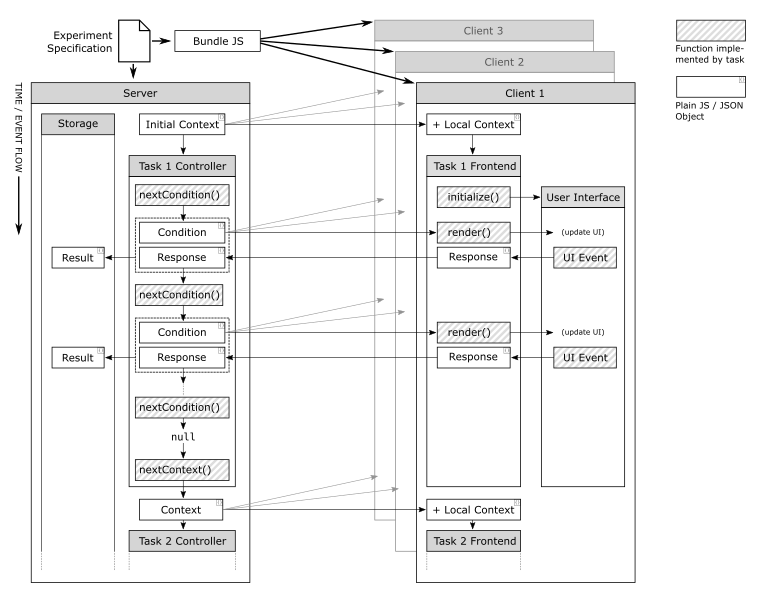 Experiment
Specification
Bundle JS
Client 3
Client 2
Function imple-
mented by task
Plain JS / JSON
Object
TIME / EVENT FLOW
Server
Client 1
Storage
Initial Context
+ Local Context
Task 1 Controller
Task 1 Frontend
nextCondition()
initialize()
User Interface
Condition
render()
(update UI)
Result
Response
Response
UI Event
nextCondition()
Condition
render()
(update UI)
Result
Response
Response
UI Event
nextCondition()
null
nextContext()
Context
+ Local Context
Task 2 Controller
Task 2 Frontend